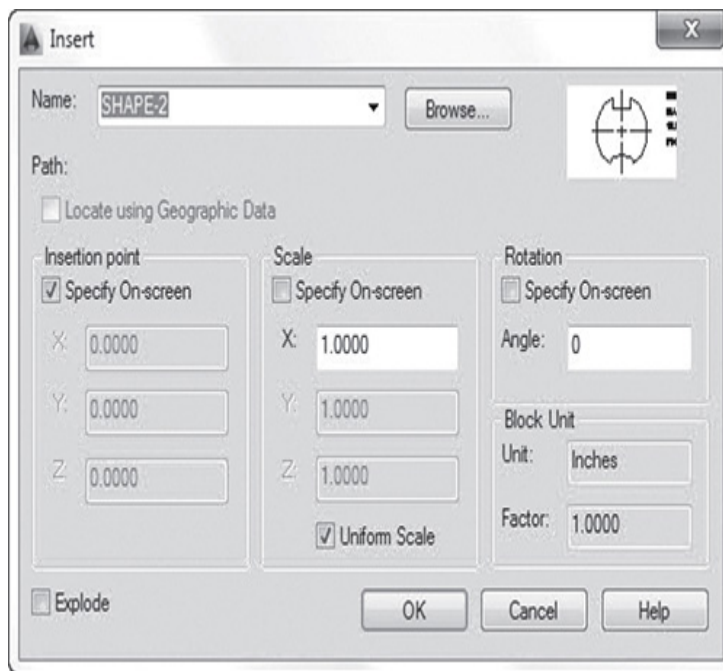 Insert
X
Name: SHAPE-2 Browse...
Path:
Locate using Geographic Data
Insertion point
Specify On-screen
X: 0.0000
Y: 0.0000
Z: 0.0000
Scale
Specify On-screen
X: 1.0000
Y: 1.0000
Z: 1.0000
Uniform Scale
Rotation
Specify On-screen
Angle: 0
Block Unit
Unit: Inches
Factor: 1.0000
Explode
OK Cancel Help